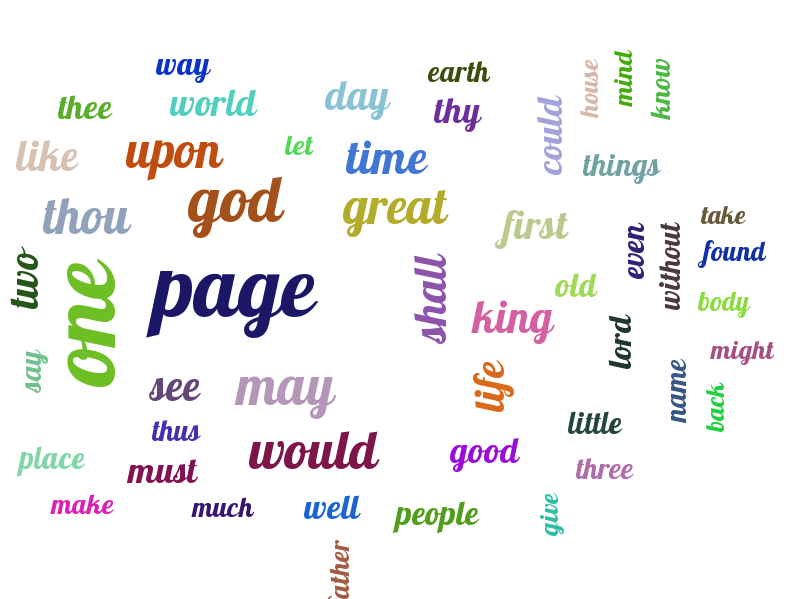 way
earth
house
mind
know
thee
world
day
thy
could
like
upon
let
time
things
thou
god
great
first
take
two
one
page
shall
king
old
even
without
found
body
say
see
may
life
lord
might
name
back
thus
little
place
must
would
good
three
make
much
well
people
give